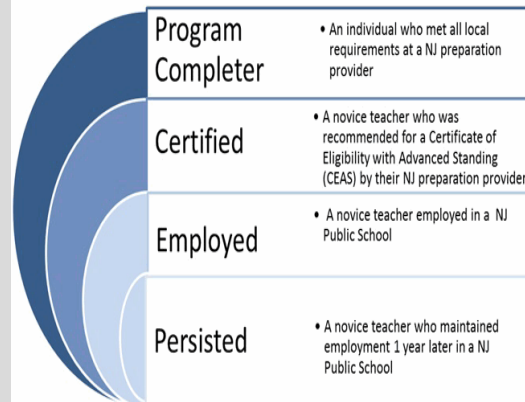 Program
Completer
• An individual who met all local
requirements at a NJ preparation
provider
Certified
• A novice teacher who was
recommended for a Certificate of
Eligibility with Advanced Standing
(CEAS) by their NJ preparation provider
Employed
• A novice teacher employed in a NJ
Public School
Persisted
• A novice teacher who maintained
employment 1 year later in a NJ
Public School